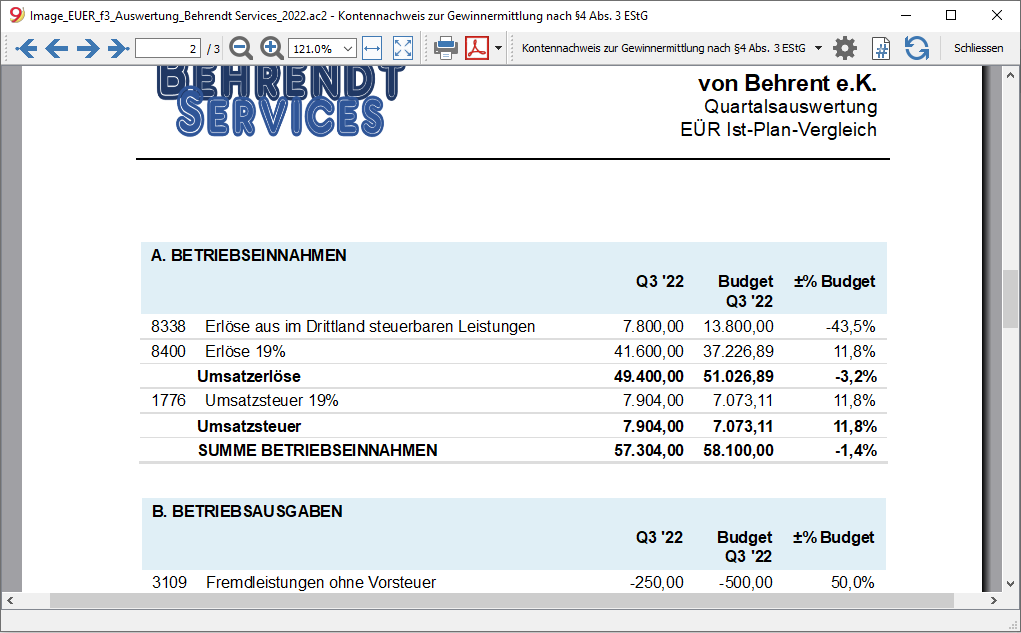 Image_EUER_f3_Auswertung_Behrendt Services_2022.ac2 - Kontennachweis zur Gewinnermittlung nach §4 Abs. 3 EStG
2 / 3 121.0% Kontennachweis zur Gewinnermittlung nach §4 Abs. 3 EStG Schliessen
BEHRENDT
SERVICES
von Behrent e.K.
Quartalsauswertung
EÜR Ist-Plan-Vergleich
A. BETRIEBSEINNAHMEN
Q3 '22 Budget ±% Budget
Q3 '22
8338 Erlöse aus im Drittland steuerbaren Leistungen 7.800,00 13.800,00 -43,5%
8400 Erlöse 19% 41.600,00 37.226,89 11,8%
Umsatzerlöse 49.400,00 51.026,89 -3,2%
1776 Umsatzsteuer 19% 7.904,00 7.073,11 11,8%
Umsatzsteuer 7.904,00 7.073,11 11,8%
SUMME BETRIEBSEINNAHMEN 57.304,00 58.100,00 -1,4%
B. BETRIEBSAUSGABEN
Q3 '22 Budget ±% Budget
Q3 '22
3109 Fremdleistungen ohne Vorsteuer -250,00 -500,00 50,0%